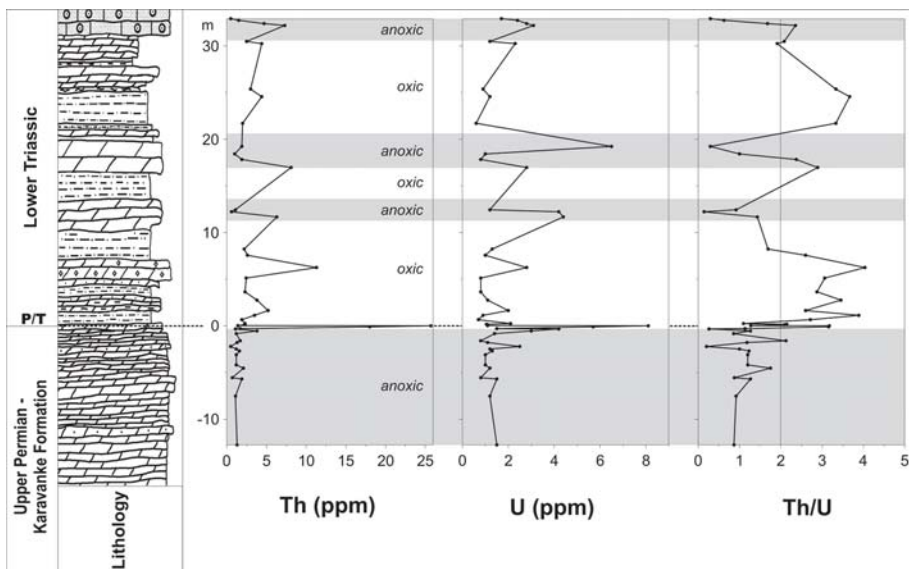 Lower Triassic
P/T
Upper Permian -
Karavanke Formation
Lithology
m
30
20
10
0
-10
anoxic
oxic
anoxic
oxic
anoxic
oxic
anoxic
0 5 10 15 20 25
Th (ppm)
0 2 4 6 8
U (ppm)
0 1 2 3 4 5
Th/U